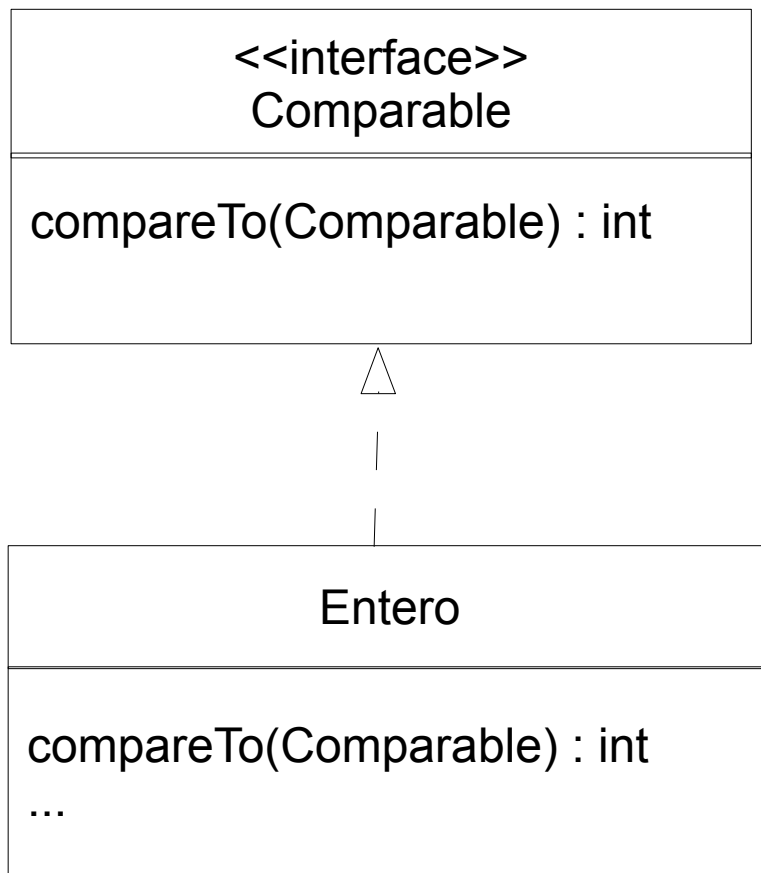 <<interface>>
Comparable
compareTo(Comparable) : int
Entero
compareTo(Comparable) : int
...